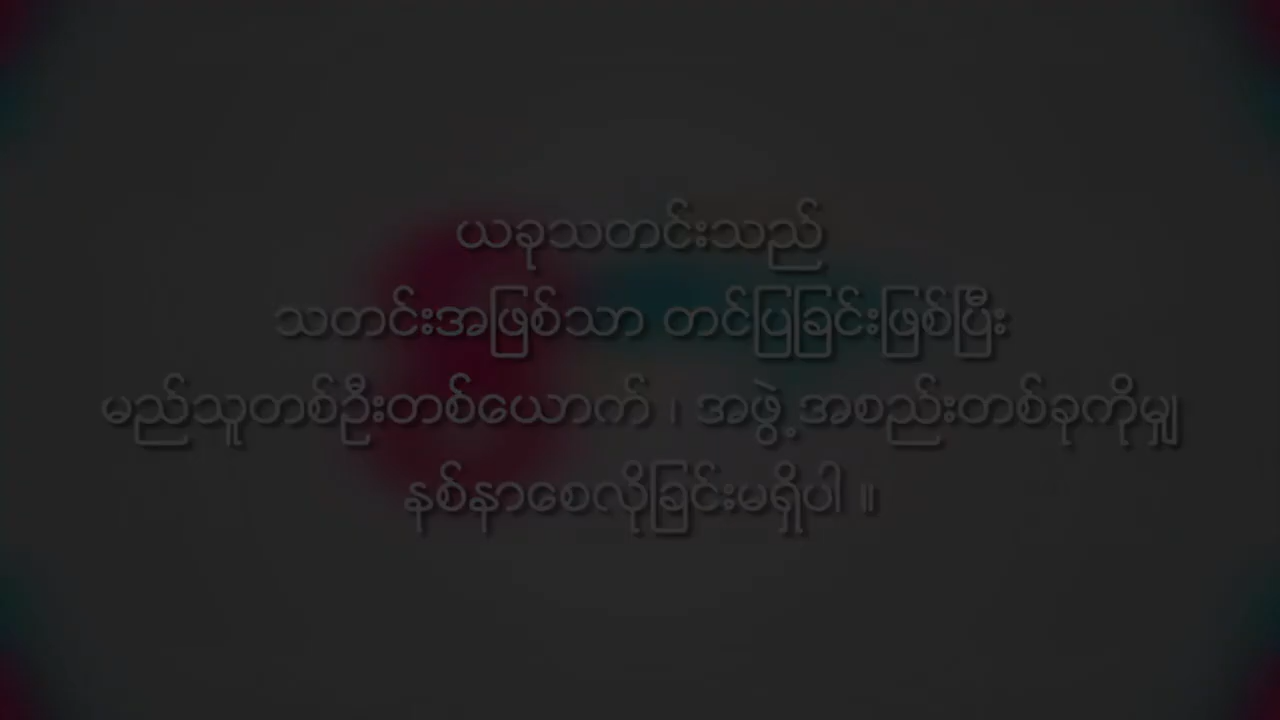 ယခုသတင်းသည်
သတင်းအဖြစ်သာ တင်ပြခြင်းဖြစ်ပြီး
မည်သူတစ်ဦးတစ်ယောက် ၊ အဖွဲ့အစည်းတစ်ခုကိုမျှ
နစ်နာစေလိုခြင်းမရှိပါ ။